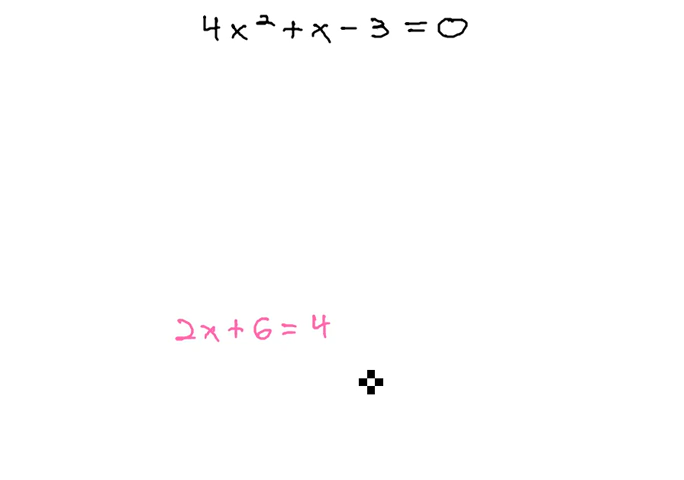 4x² + x - 3 = 0
2x + 6 = 4